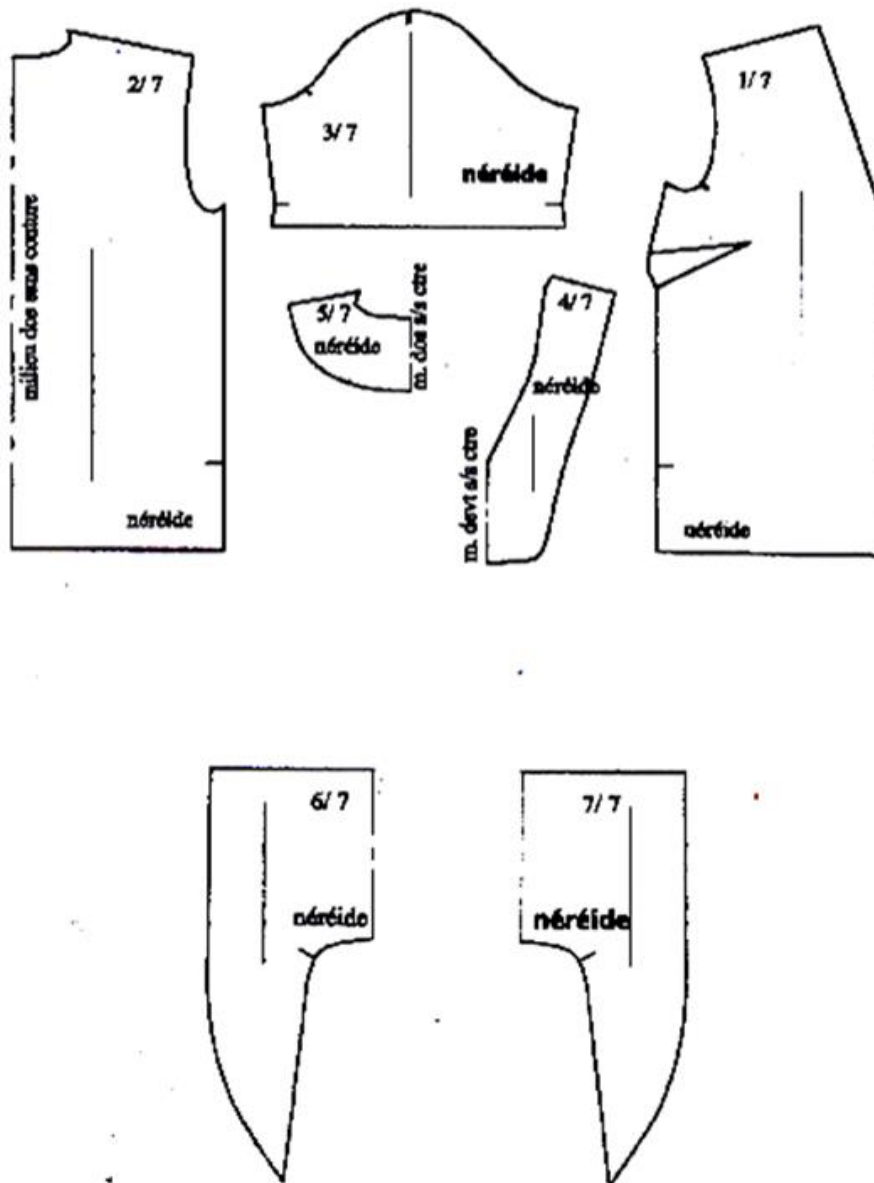 2/ 7
milieu dos sans couture
néréide
3/ 7
néréide
1/ 7
néréide
5/ 7
néréide
m. dos s/s ctre
4/ 7
néréide
m. devt s/s ctre
6/ 7
néréide
7/ 7
néréide